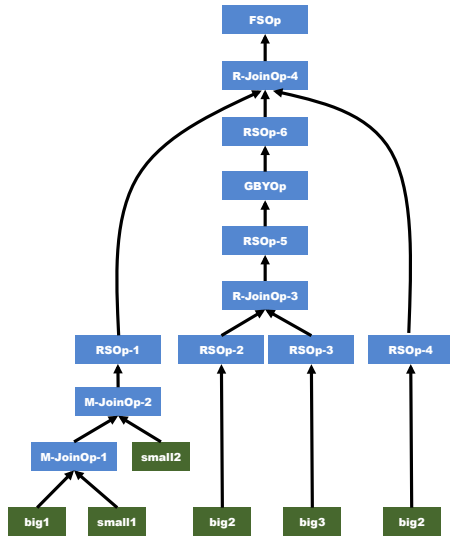 FSOp
R-JoinOp-4
RSOp-6
GBYOp
RSOp-5
R-JoinOp-3
RSOp-1
RSOp-2
RSOp-3
RSOp-4
M-JoinOp-2
M-JoinOp-1
small2
big1
small1
big2
big3
big2